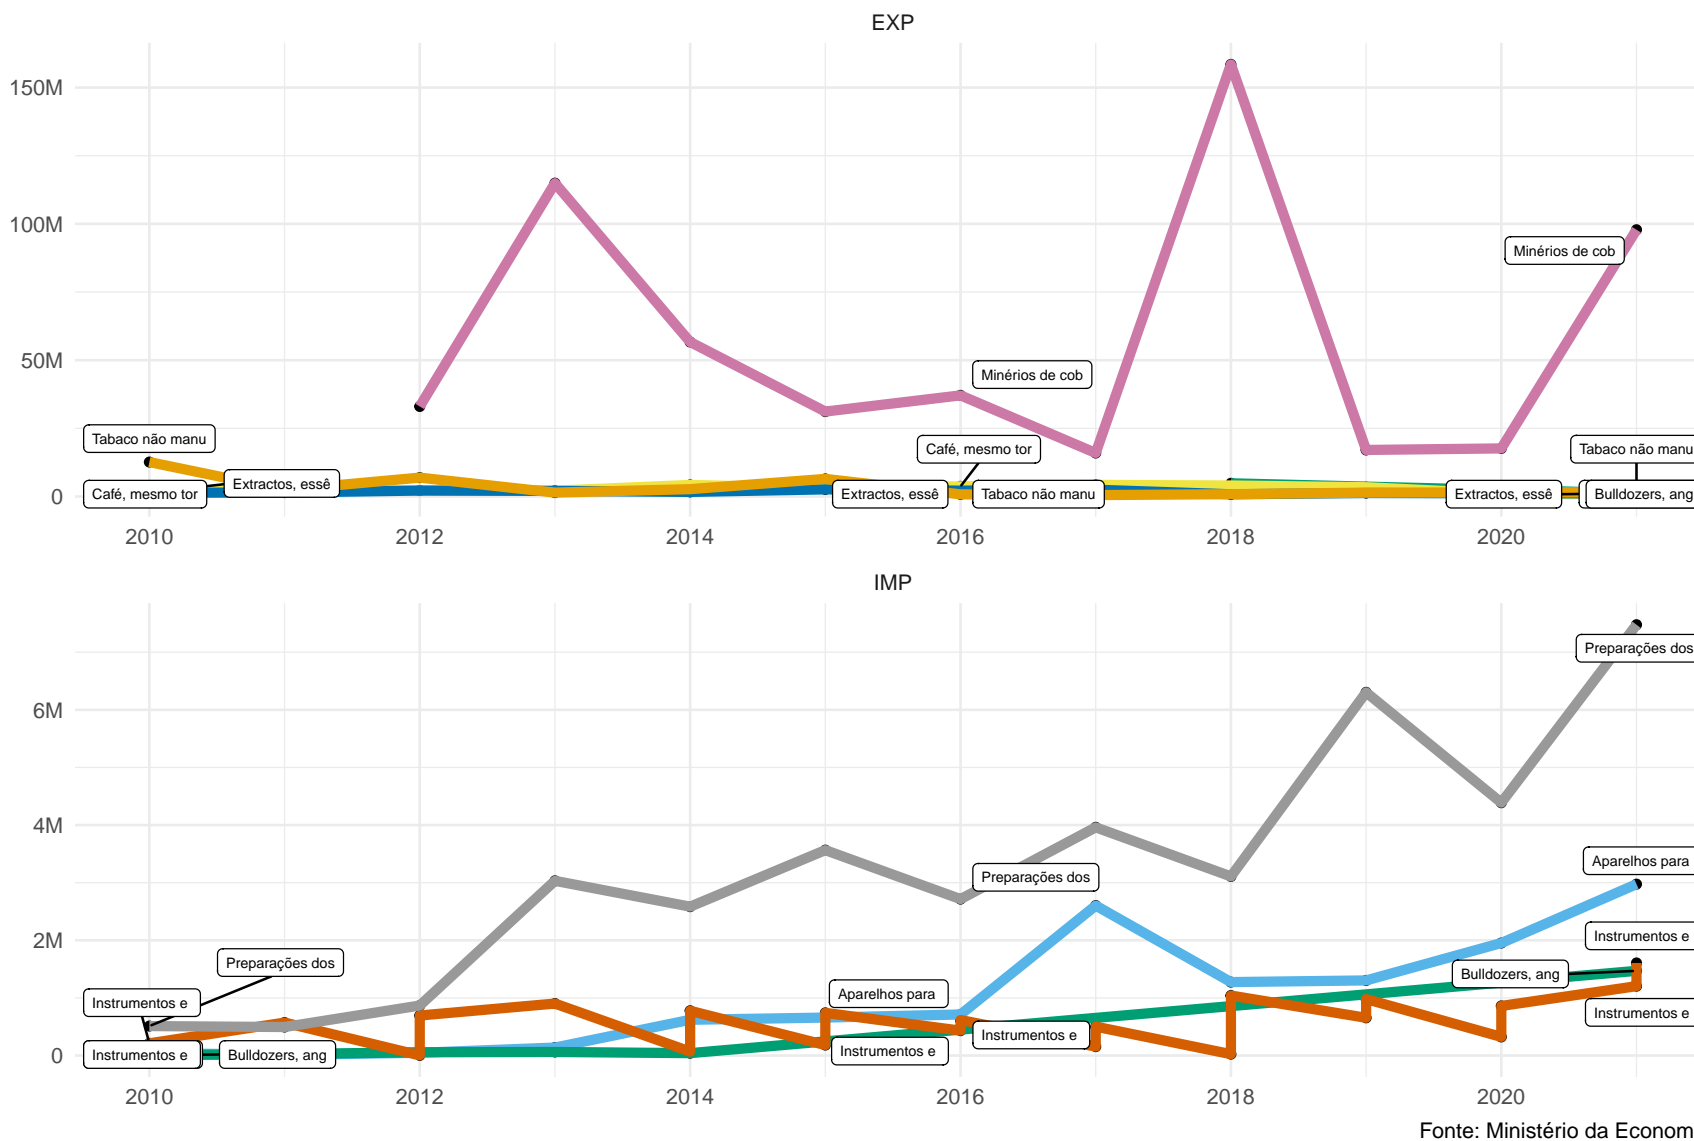 EXP
150M
100M
50M
0
Minérios de cob
Minérios de cob
Tabaco não manu
Café, mesmo tor
Tabaco não manu
Café, mesmo tor
Extractos, essê
Extractos, essê
Tabaco não manu
Extractos, essê
Bulldozers, ang
2010 2012 2014 2016 2018 2020
IMP
6M
4M
2M
0
Preparações dos
Aparelhos para
Preparações dos
Instrumentos e
Preparações dos
Bulldozers, ang
Instrumentos e
Aparelhos para
Instrumentos e
Instrumentos e
Instrumentos e
Bulldozers, ang
Instrumentos e
2010 2012 2014 2016 2018 2020
Fonte: Ministério da Econom